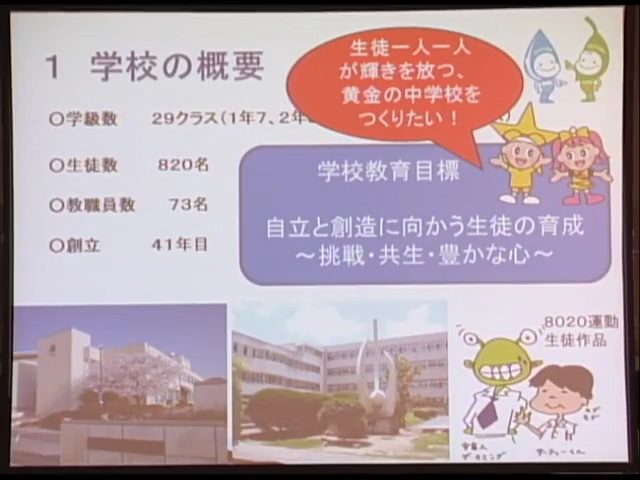 1 学校の概要
生徒一人一人
が輝きを放つ、
黄金の中学校を
つくりたい！
○学級数 29クラス（1年7、2年
○生徒数 820名
○教職員数 73名
○創立 41年目
学校教育目標
自立と創造に向かう生徒の育成
～挑戦・共生・豊かな心～
8020運動
生徒作品